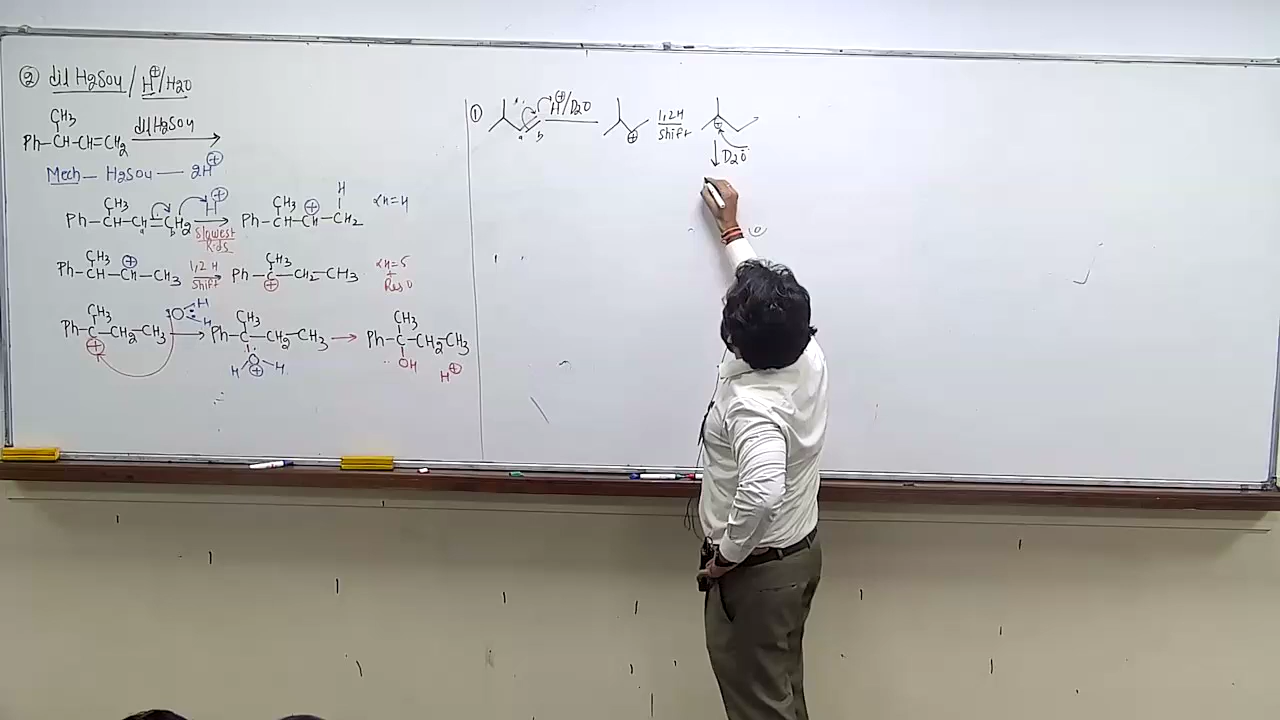 ② dil H2SO4 / H⊕/H2O
CH3
Ph-CH-CH=CH2 dil H2SO4
Mech - H2SO4 — 2H⊕
CH3 H⊕
Ph-CH-CH=CH2
a b
Slowest
Rds
CH3 ⊕ H
Ph-CH-CH-CH2
αH=4
CH3 ⊕
Ph-CH-CH-CH3
1,2 H
Shift
CH3
Ph-C-CH2-CH3
⊕
αH=5
+
Reso
CH3
Ph-C-CH2-CH3
⊕
:O: H
H
CH3
Ph-C-CH2-CH3
H O H
⊕
CH3
Ph-C-CH2-CH3
OH
H⊕
① H⊕/D2O
a b
⊕
1,2 H
Shift
⊕
D2O